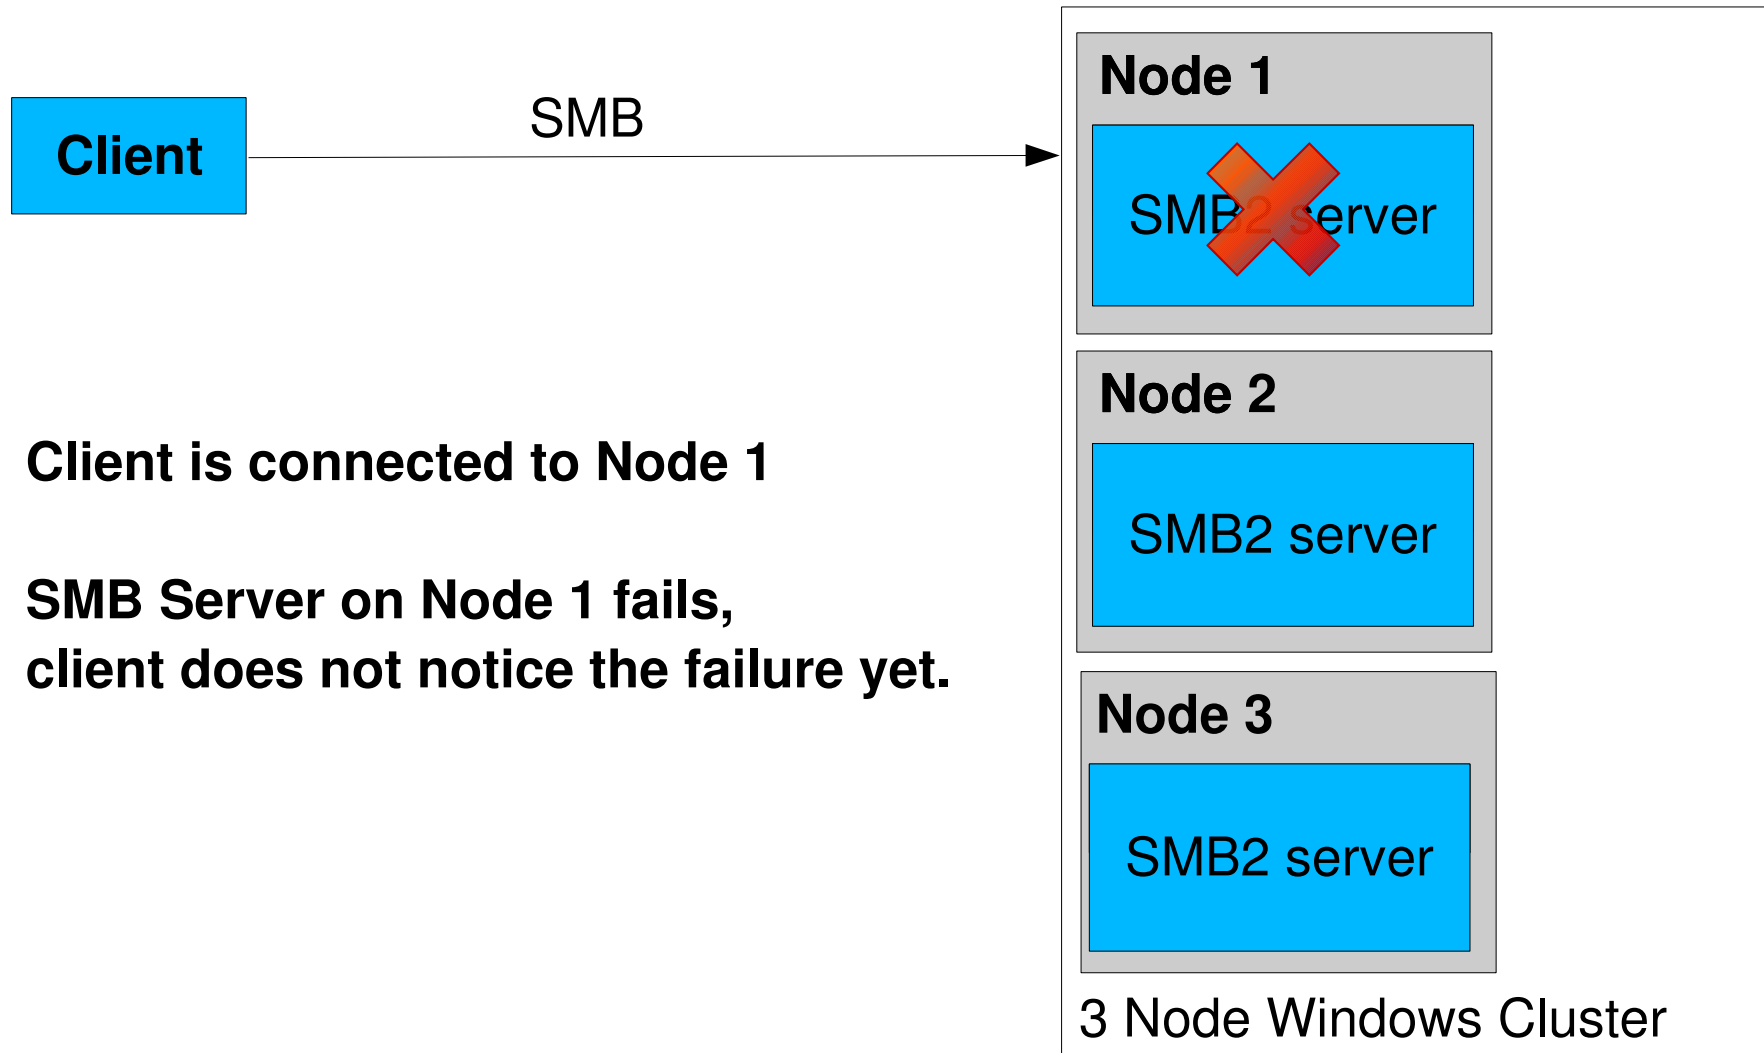 Client
SMB
Node 1
SMB2 server
Node 2
SMB2 server
Node 3
SMB2 server
3 Node Windows Cluster
Client is connected to Node 1
SMB Server on Node 1 fails,
client does not notice the failure yet.